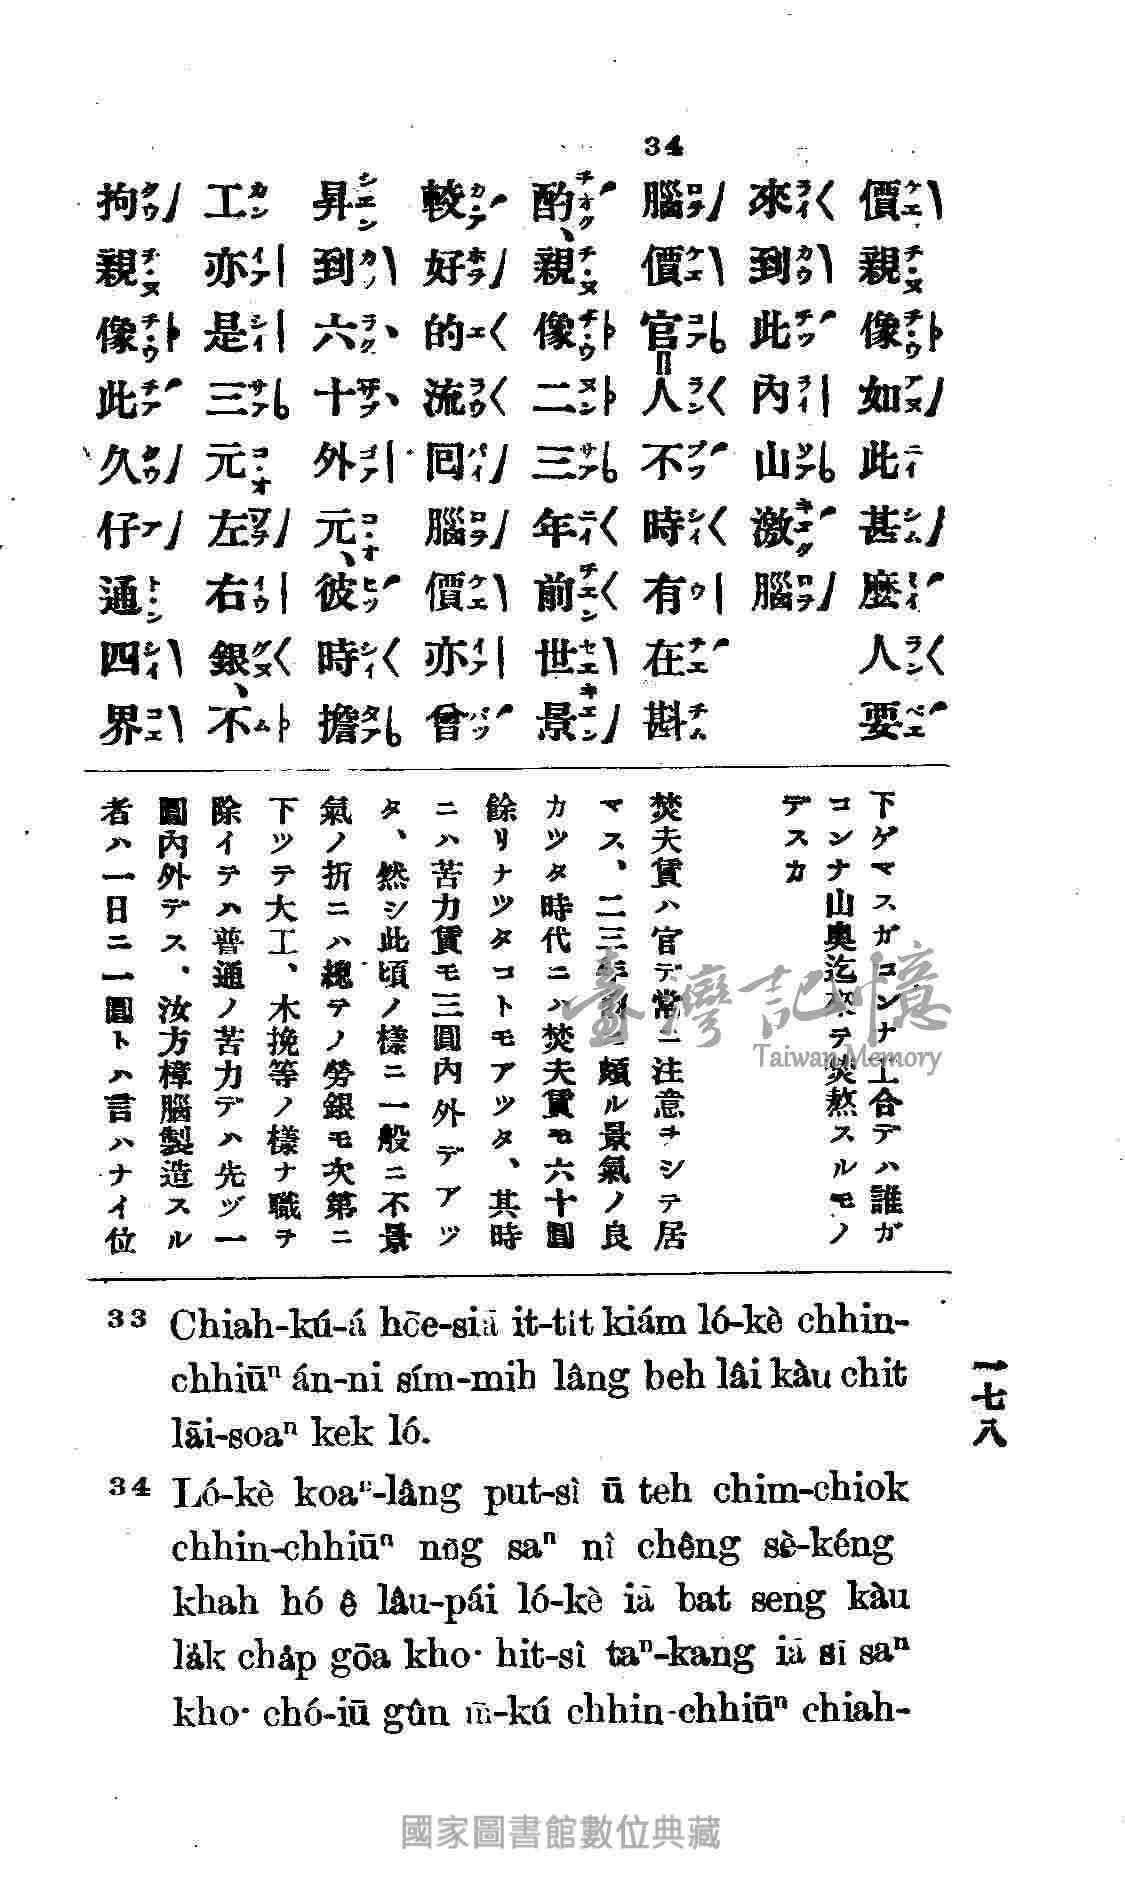 34
價親像如此甚麼人要
來到此內山激腦
腦價官人不時有在斟
酌、親像二三年前世景
較好的流回腦價亦曾
昇到六十外元、彼時擔
工亦是三元左右銀、不
拘親像此久仔通四界
下ゲマスガコンナ工合デハ誰ガ
コンナ山奧迄來テ焚熬スルモノ
デスカ
焚夫賃ハ官デ常ニ注意ヲシテ居
マス、二三年前ニ頗ル景氣ノ良
カツタ時代ニハ焚夫賃モ六十圓
餘リナツタコトモアツタ、其時
ニハ苦力賃モ三圓內外デアツ
タ、然シ此頃ノ樣ニ一般ニ不景
氣ノ折ニハ總テノ勞銀モ次第ニ
下ツテ大工、木挽等ノ樣ナ職ヲ
除イテハ普通ノ苦力デハ先ヅ一
圓內外デス、汝方樟腦製造スル
者ハ一日ニ一圓トハ言ハナイ位
33 Chiah-kú-á hōe-siā it-tit kiám ló-kè chhin-
chhiūⁿ án-ni sím-mih lâng beh lâi kàu chit
lāi-soaⁿ kek ló.
34 Ló-kè koaⁿ-lâng put-sî ū teh chim-chiok
chhin-chhiūⁿ nn̄g saⁿ nî chêng sè-kéng
khah hó ê lâu-pái ló-kè iā bat seng kàu
la̍k cha̍p gōa kho· hit-sî taⁿ-kang iā sī saⁿ
kho· chó-iū gûn m̄-kú chhin-chhiūⁿ chiah-
一七八
臺灣記憶
Taiwan Memory
國家圖書館數位典藏